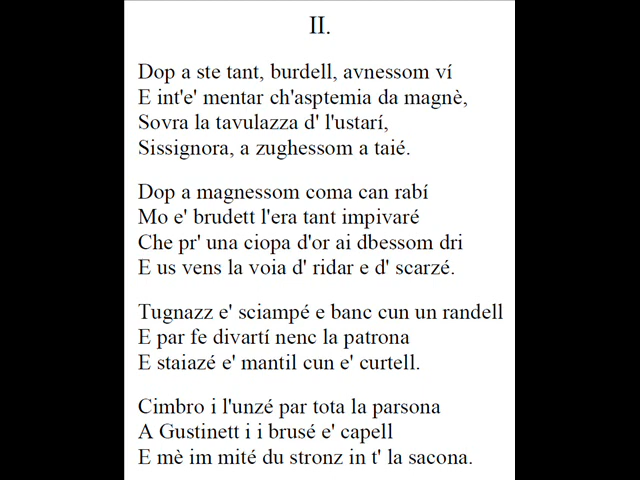 II.
Dop a ste tant, burdell, avnessom ví
E int'e' mentar ch'asptemia da magnè,
Sovra la tavulazza d' l'ustarí,
Sissignora, a zughessom a taié.
Dop a magnessom coma can rabí
Mo e' brudett l'era tant impivaré
Che pr' una ciopa d'or ai dbessom dri
E us vens la voia d' ridar e d' scarzé.
Tugnazz e' sciampé e banc cun un randell
E par fe divartí nenc la patrona
E staiazé e' mantil cun e' curtell.
Cimbro i l'unzé par tota la parsona
A Gustinett i i brusé e' capell
E mè im mité du stronz in t' la sacona.